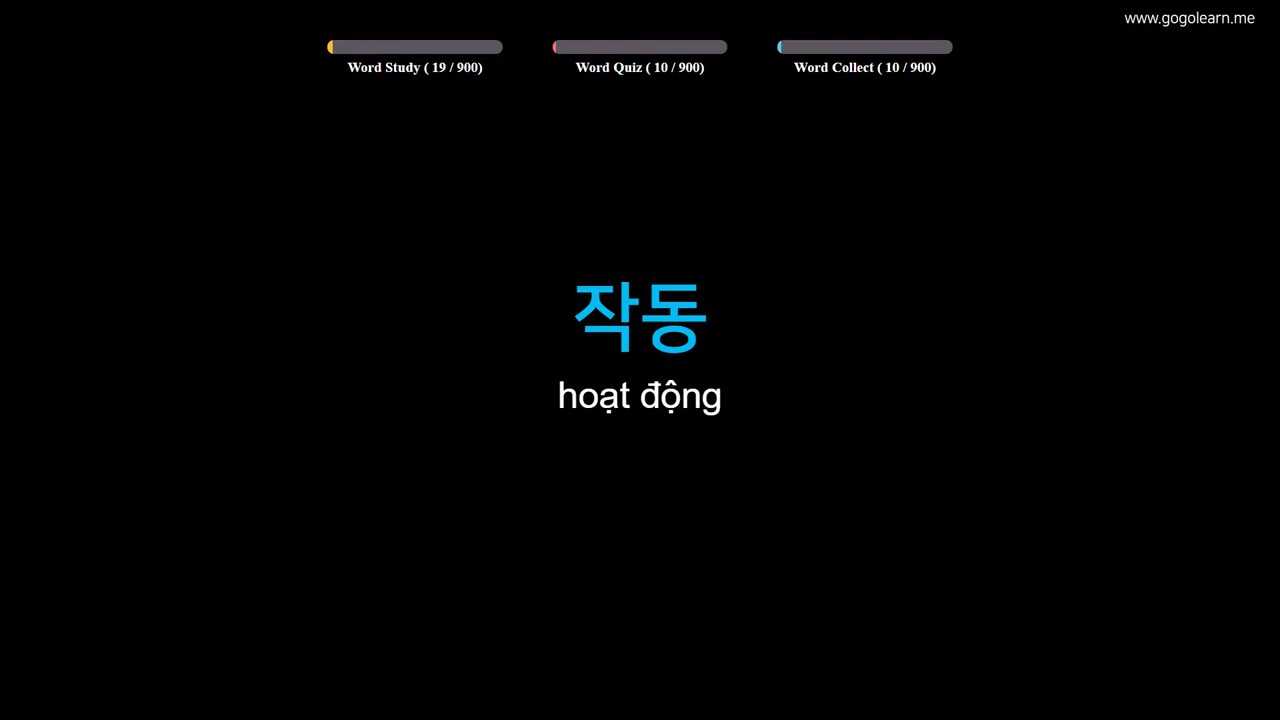 www.gogolearn.me
Word Study ( 19 / 900)
Word Quiz ( 10 / 900)
Word Collect ( 10 / 900)
작동
hoạt động